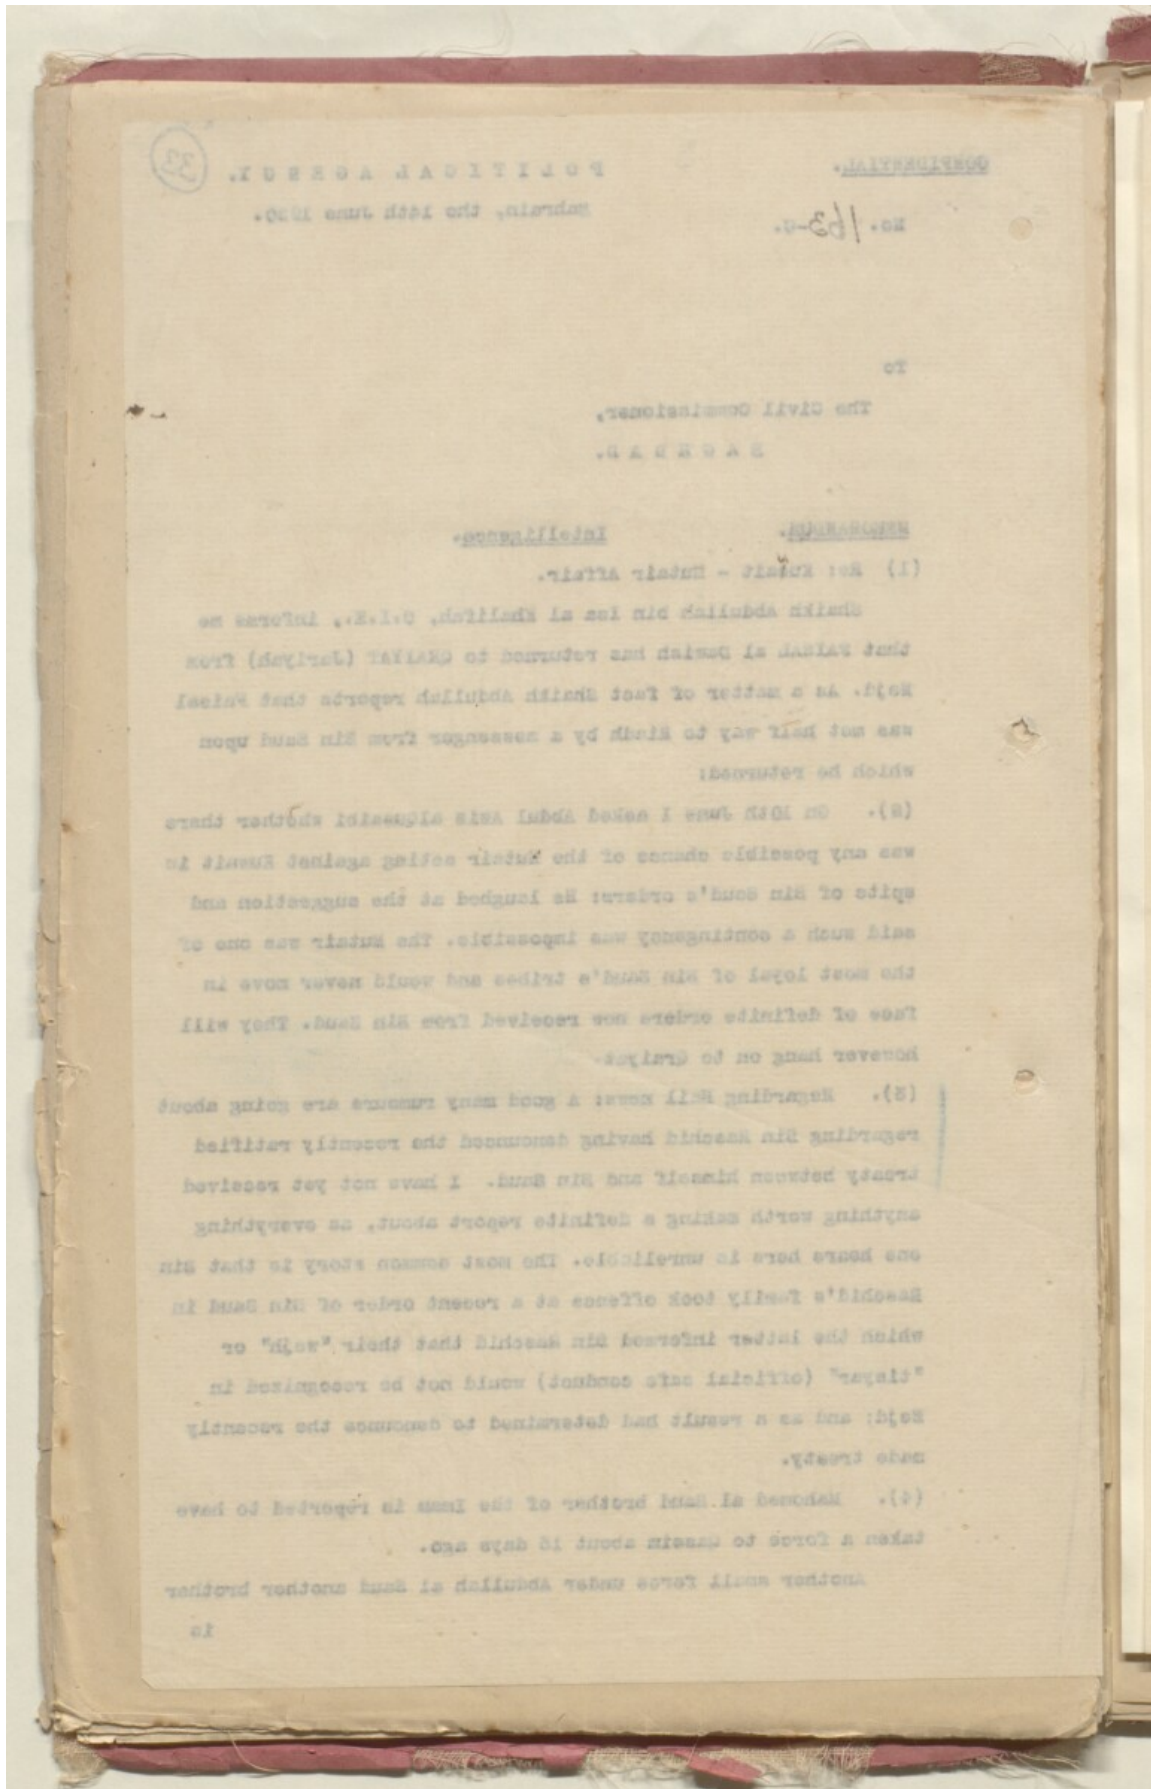 CONFIDENTIAL.
POLITICAL AGENCY.
33
No. 163-C.
Bahrain, the 14th June 1920.
To
The Civil Commissioner,
BAGHDAD.
MEMORANDUM. Intelligence.
(1) Re: Kuwait - Mutair Affair.
Shaikh Abdullah bin Isa al Khalifah, C.I.E., informs me
that FAISAL al Dawish has returned to QRAIYAT (Jariyah) from
Nejd. As a matter of fact Shaikh Abdullah reports that Faisal
was met half way to Riadh by a messenger from Bin Saud upon
which he returned:
(2). On 10th June I asked Abdul Aziz alQusaibi whether there
was any possible chance of the Mutair acting against Kuwait in
spite of Bin Saud's orders: He laughed at the suggestion and
said such a contingency was impossible. The Mutair was one of
the most loyal of Bin Saud's tribes and would never move in
face of definite orders now received from Bin Saud. They will
however hang on to Qraiyat.
(3). Regarding Hail news: A good many rumours are going about
regarding Bin Raschid having denounced the recently ratified
treaty between himself and Bin Saud. I have not yet received
anything worth making a definite report about, as everything
one hears here is unreliable. The most common story is that Bin
Raschid's family took offence at a recent order of Bin Saud in
which the latter informed Bin Raschid that their "wejh" or
"tisyar" (official safe conduct) would not be recognized in
Nejd; and as a result had determined to denounce the recently
made treaty.
(4). Mahomed al Saud brother of the Imam is reported to have
taken a force to Qassim about 15 days ago.
Another small force under Abdullah al Saud another brother
is